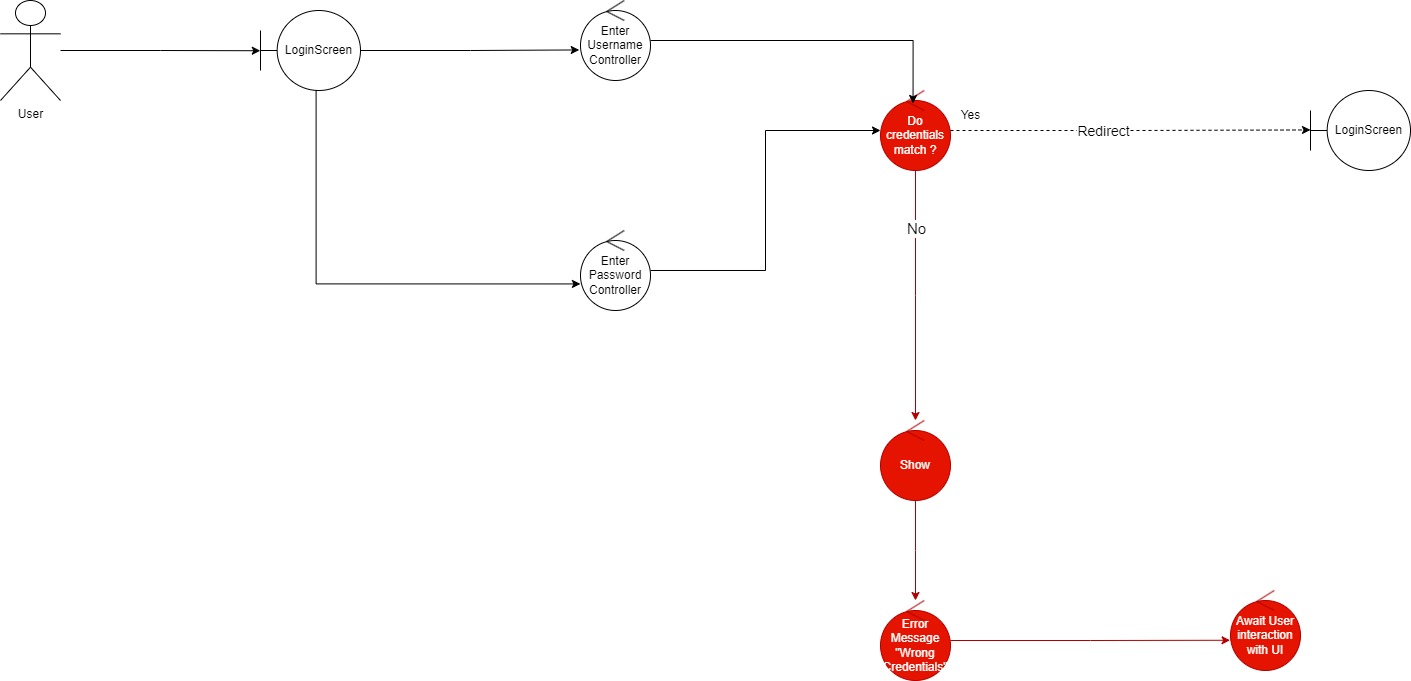 User
LoginScreen
Enter
Username
Controller
Enter
Password
Controller
Do
credentials
match ?
Yes
Redirect
LoginScreen
No
Show
Error
Message
"Wrong
Credentials"
Await User
interaction
with UI